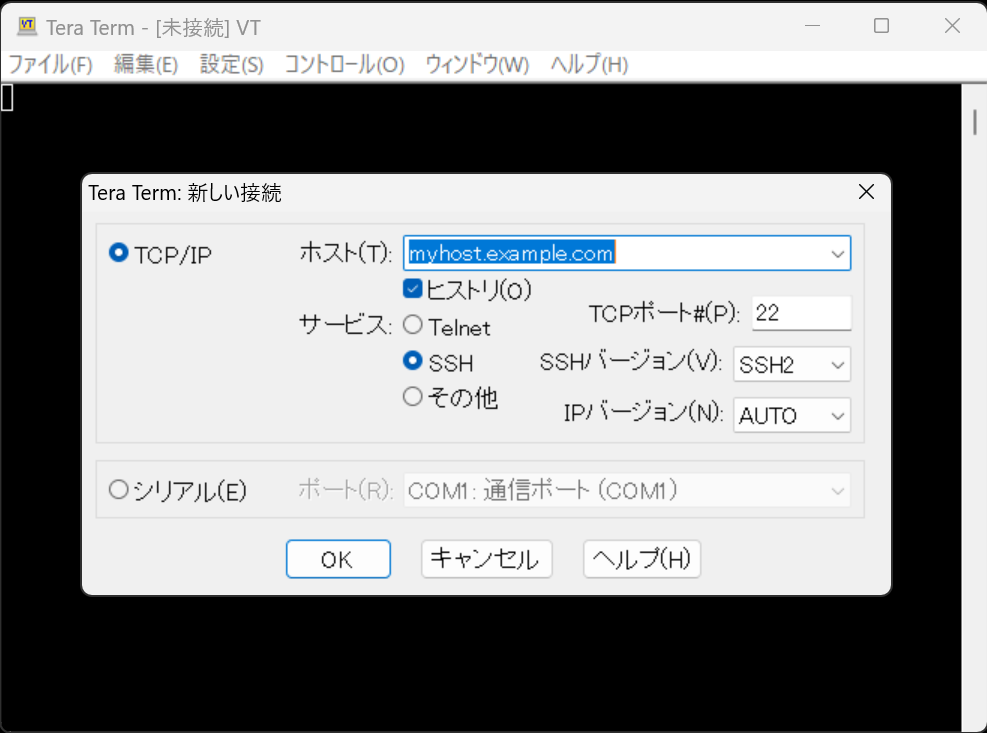 VT Tera Term - [未接続] VT
ファイル(F) 編集(E) 設定(S) コントロール(O) ウィンドウ(W) ヘルプ(H)
Tera Term: 新しい接続
TCP/IP ホスト(T): myhost.example.com
ヒストリ(O)
サービス: Telnet TCPポート#(P): 22
SSH SSHバージョン(V): SSH2
その他 IPバージョン(N): AUTO
シリアル(E) ポート(R): COM1: 通信ポート (COM1)
OK キャンセル ヘルプ(H)